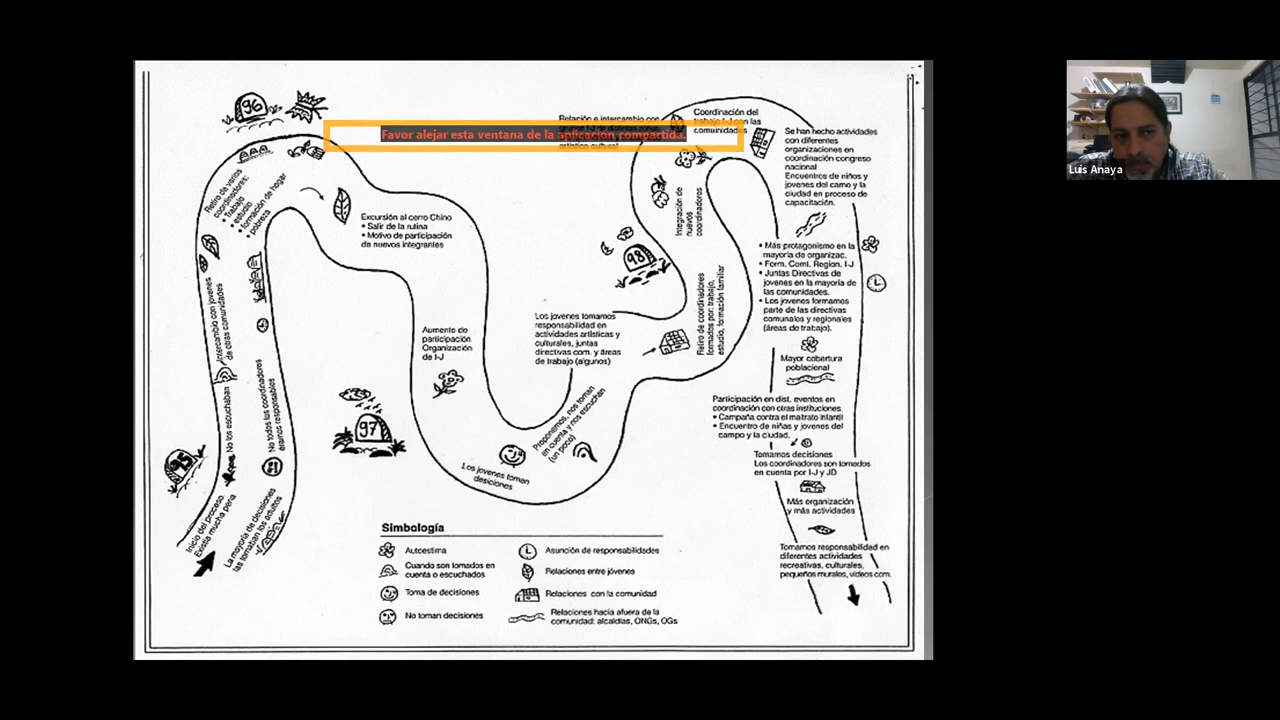 96
Favor alejar esta ventana de la aplicación compartida.
Relación e intercambio con
artístico cultural
Coordinación del
trabajo I-J con las
comunidades
Se han hecho actividades
con diferentes
organizaciones en
coordinación congreso
nacional
Encuentros de niños y
jovenes del camo y la
ciudad en proceso de
capacitación.
Luis Anaya
Retiro de varios
coordinadores:
• Trabajo
• estudio
• formación de hogar
• pobreza
Excursión al cerro Chino
• Salir de la rutina
• Motivo de participación
de nuevos integrantes
Integración de
nuevos
coordinadores
98
• Más protagonismo en la
mayoría de organizac.
• Form. Comt. Region. I-J
• Juntas Directivas de
jovenes en la mayoría de
las comunidades.
• Los jovenes formamos
parte de las directivas
comunales y regionales
(áreas de trabajo).
Intercambio con jovenes
de otras comunidades
Retiro de coordinadores
formados por: trabajo,
estudio, formación familiar
Los jovenes tomamos
responsabilidad en
actividades artísticas y
culturales, juntas
directivas com. y áreas
de trabajo (algunos)
Aumento de
participación
Organización
de I-J
Mayor cobertura
poblacional
No los escuchaban
No todos los coordinadores
éramos responsables
97
Proponemos, nos toman
en cuenta y nos escuchan
(un poco)
Participación en dist. eventos en
coordinación con otras instituciones.
• Campaña contra el maltrato infantil
• Encuentro de niñas y jovenes del
campo y la ciudad.
95
Los jovenes toman
desiciones
Tomamos decisiones
Los coordinadores son tomados
en cuenta por I-J y JD
Inicio del proceso
Existía mucha pena
La mayoría de decisiones
las tomaban los adultos
Más organización
y más actividades
Tomamos responsabilidad en
diferentes actividades
recreativas, culturales,
pequeños murales, videos com.
Simbología
Autoestima
Cuando son tomados en
cuenta o escuchados
Toma de decisiones
No toman decisiones
Asunción de responsabilidades
Relaciones entre jóvenes
Relaciones con la comunidad
Relaciones hacia afuera de la
comunidad: alcaldías, ONGs, OGs